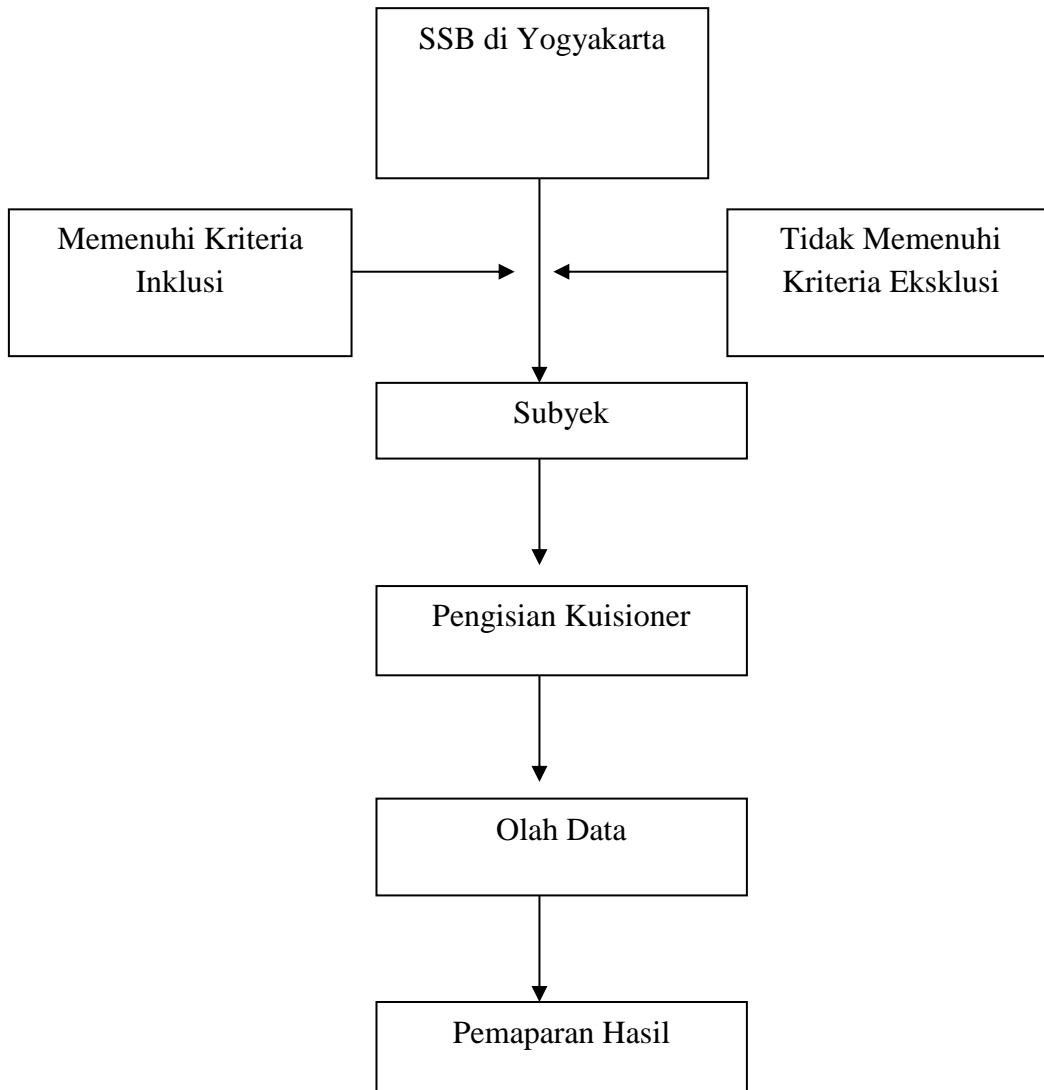 SSB di Yogyakarta
Memenuhi Kriteria
Inklusi
Tidak Memenuhi
Kriteria Eksklusi
Subyek
Pengisian Kuisioner
Olah Data
Pemaparan Hasil